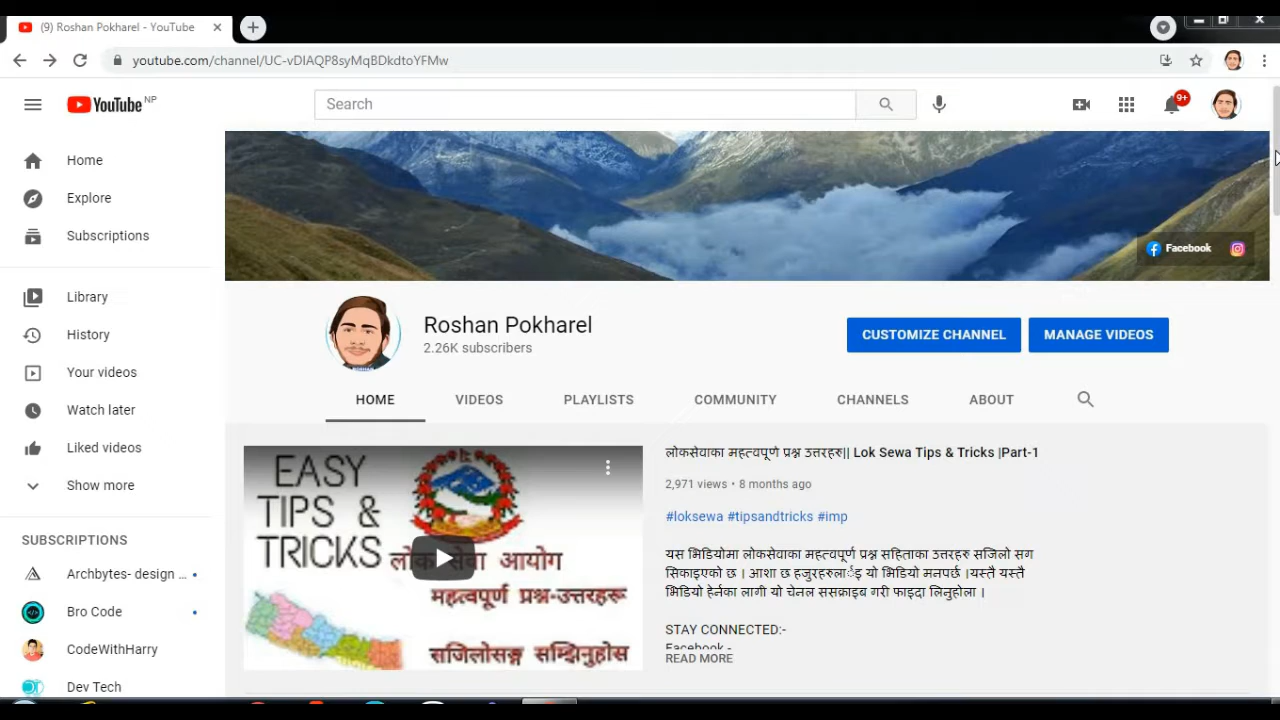 (9) Roshan Pokharel - YouTube
youtube.com/channel/UC-vDIAQP8syMqBDkdtoYFMw
YouTube NP
Search
9+
Home
Explore
Subscriptions
Library
History
Your videos
Watch later
Liked videos
Show more
SUBSCRIPTIONS
Archbytes- design ...
Bro Code
CodeWithHarry
Dev Tech
Facebook
Roshan Pokharel
2.26K subscribers
CUSTOMIZE CHANNEL
MANAGE VIDEOS
HOME
VIDEOS
PLAYLISTS
COMMUNITY
CHANNELS
ABOUT
EASY
TIPS &
TRICKS
लोक सेवा आयोग
महत्वपूर्ण प्रश्न-उत्तरहरू
सजिलोसङ्ग सम्झिनुहोस
लोकसेवाका महत्वपूर्ण प्रश्न उत्तरहरु|| Lok Sewa Tips & Tricks |Part-1
2,971 views • 8 months ago
#loksewa #tipsandtricks #imp
यस भिडियोमा लोकसेवाका महत्वपूर्ण प्रश्न सहिताका उत्तरहरु सजिलो सग
सिकाइएको छ । आशा छ हजुरहरुलार्इ यो भिडियो मनपर्छ ।यस्तै यस्तै
भिडियो हेर्नका लागी यो चेनल ससक्राइब गरी फाइदा लिनुहोला ।
STAY CONNECTED:-
Facebook -
READ MORE